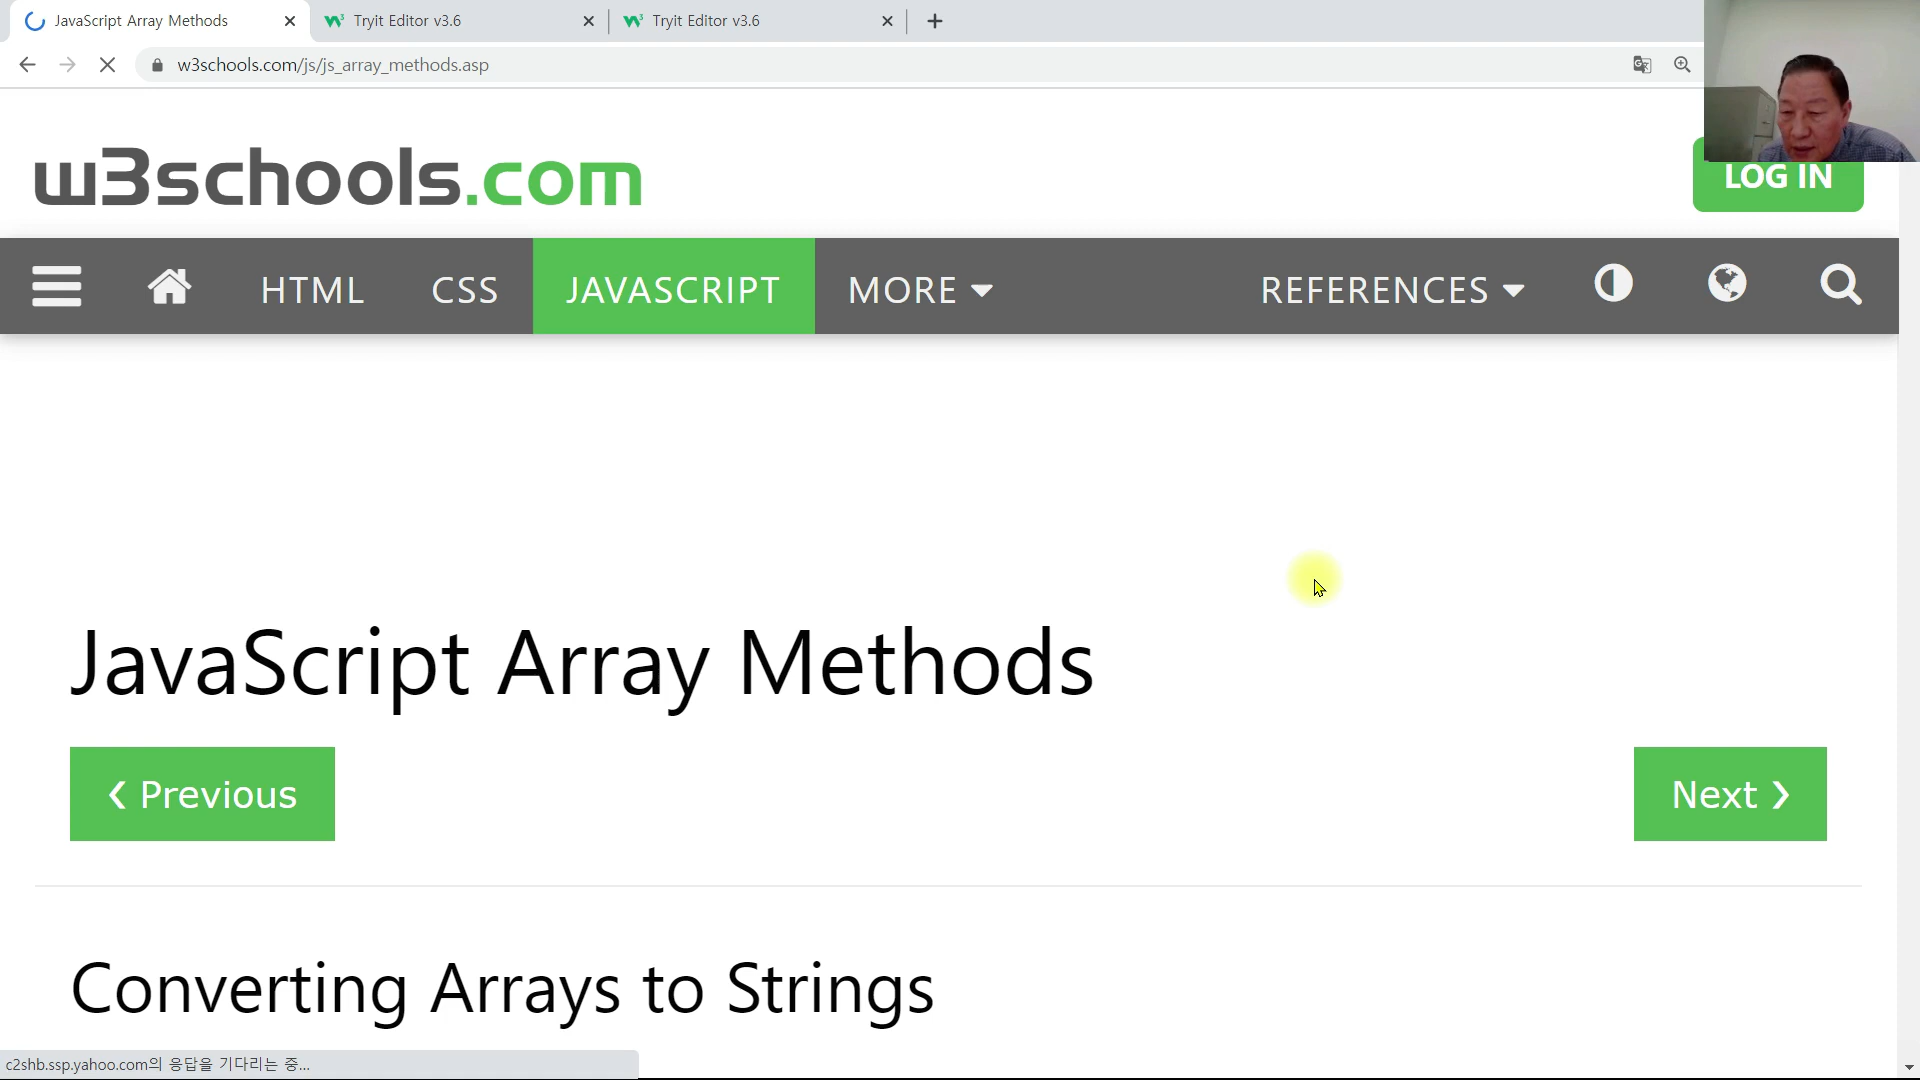 JavaScript Array Methods
Tryit Editor v3.6
Tryit Editor v3.6
w3schools.com/js/js_array_methods.asp
w3schools.com
LOG IN
HTML CSS JAVASCRIPT MORE REFERENCES
JavaScript Array Methods
❮ Previous
Next ❯
Converting Arrays to Strings
c2shb.ssp.yahoo.com의 응답을 기다리는 중...